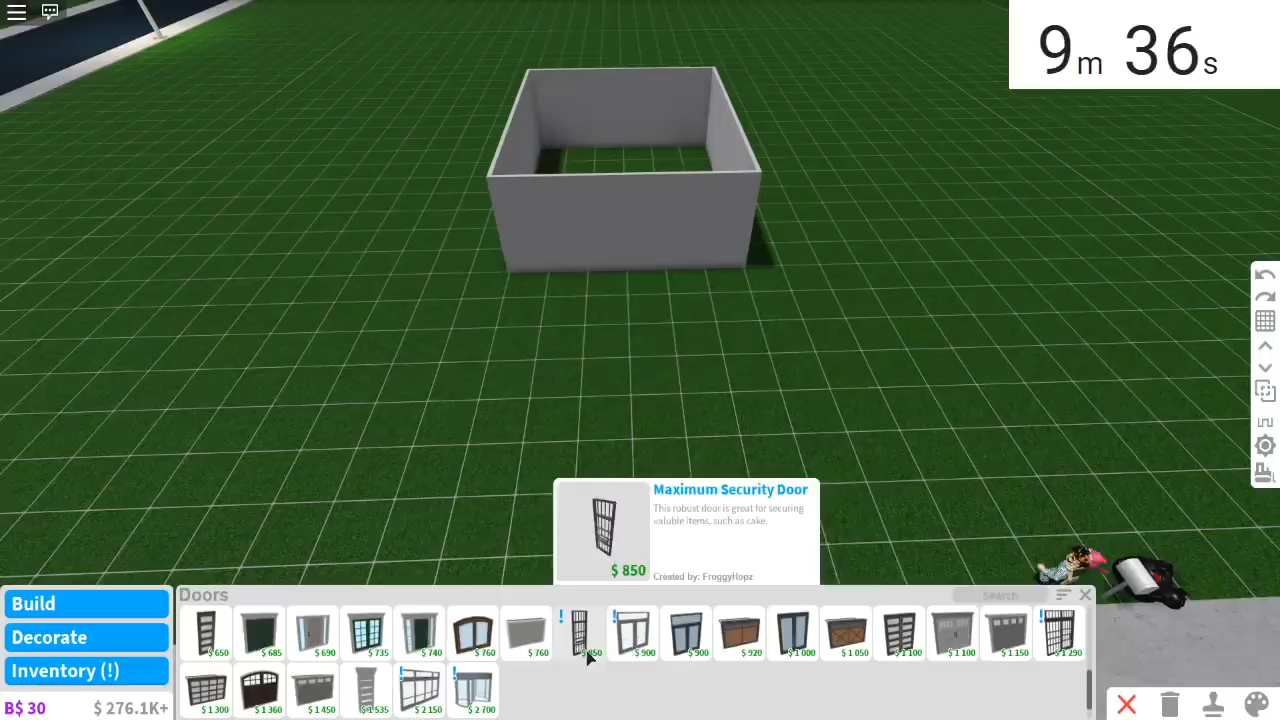 9m 36s
Maximum Security Door
This robust door is great for securing
valuble items, such as cake.
$ 850
Created by: FroggyHopz
Build
Decorate
Inventory (!)
B$ 30 $ 276.1K+
Doors
Search
$ 650 $ 685 $ 690 $ 735 $ 740 $ 760 $ 760 ! ! $ 900 $ 900 $ 920 $ 1 000 $ 1 050 $ 1 100 $ 1 100 $ 1 150 ! $ 1 290
$ 1 300 $ 1 360 $ 1 450 $ 1 535 ! $ 2 150 ! $ 2 700